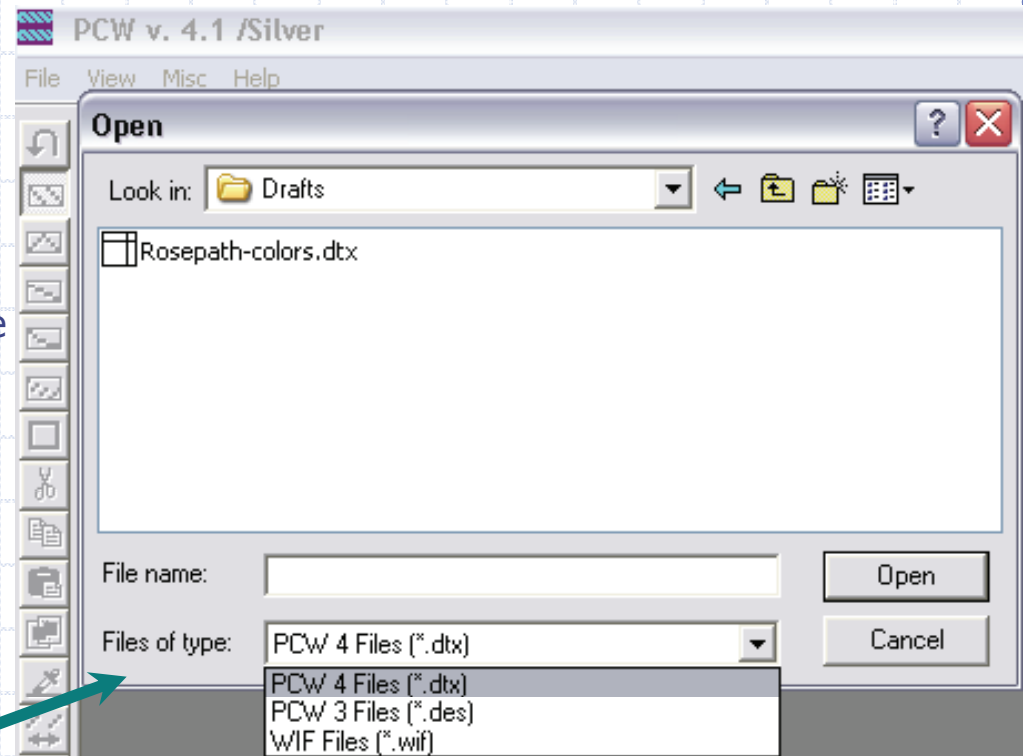 PCW v. 4.1 /Silver
File View Misc Help
Open
Look in: Drafts
Rosepath-colors.dtx
e
File name:
Open
Files of type: PCW 4 Files (*.dtx)
Cancel
PCW 4 Files (*.dtx)
PCW 3 Files (*.des)
WIF Files (*.wif)